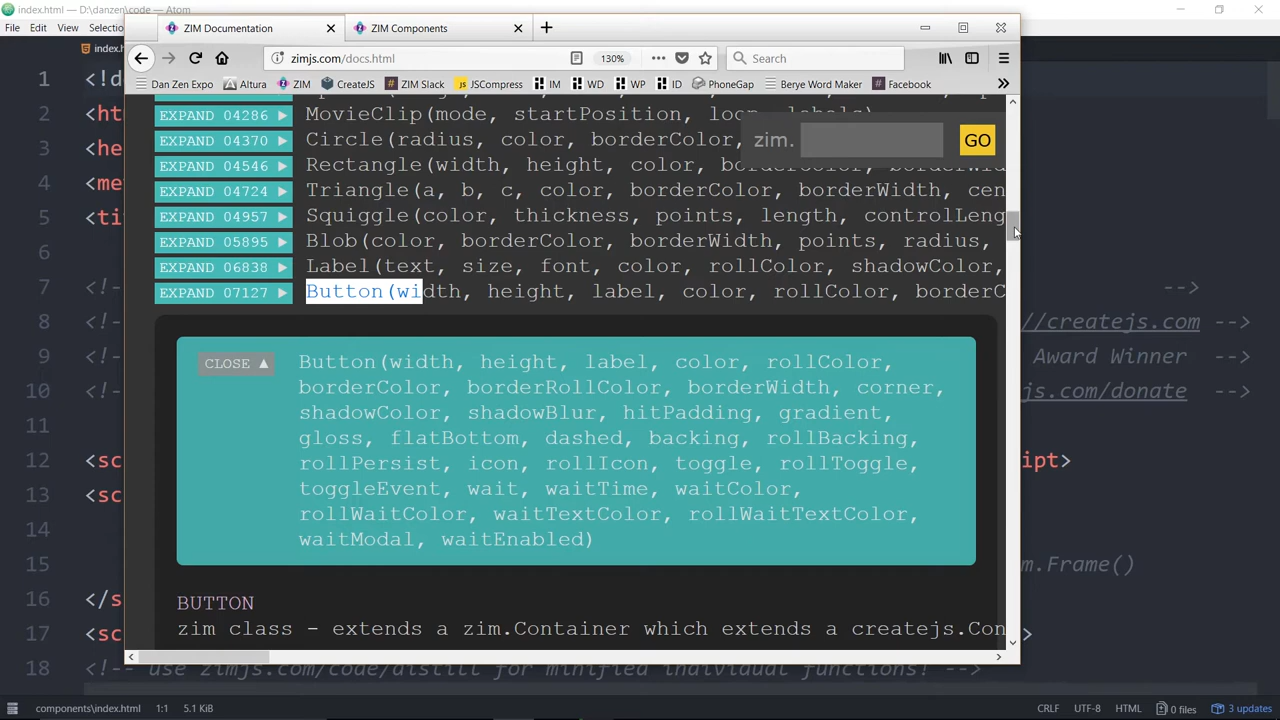 index.html — D:\danzen — Atom
File Edit View
ZIM Documentation
ZIM Components
index.h
zimjs.com/docs.html
130%
Search
Dan Zen Expo
Altura
ZIM
CreateJS
ZIM Slack
JSCompress
IM
WD
WP
ID
PhoneGap
Berye Word Maker
Facebook
EXPAND 04286 MovieClip(mode, startPosition, loop, labels)
EXPAND 04370 Circle(radius, color, borderColor,
zim.
GO
EXPAND 04546 Rectangle(width, height, color, borderColor, borderWid
EXPAND 04724 Triangle(a, b, c, color, borderColor, borderWidth, cen
EXPAND 04957 Squiggle(color, thickness, points, length, controlLeng
EXPAND 05895 Blob(color, borderColor, borderWidth, points, radius,
EXPAND 06838 Label(text, size, font, color, rollColor, shadowColor,
EXPAND 07127 Button(width, height, label, color, rollColor, borderC
CLOSE ▲ Button(width, height, label, color, rollColor,
borderColor, borderRollColor, borderWidth, corner,
shadowColor, shadowBlur, hitPadding, gradient,
gloss, flatBottom, dashed, backing, rollBacking,
rollPersist, icon, rollIcon, toggle, rollToggle,
toggleEvent, wait, waitTime, waitColor,
rollWaitColor, waitTextColor, rollWaitTextColor,
waitModal, waitEnabled)
BUTTON
zim class - extends a zim.Container which extends a createjs.Con
1 <!d
2 <ht
3 <he
4 <me
5 <ti
6
7 <!- -->
8 <!- //createjs.com -->
9 <!- Award Winner -->
10 <!- js.com/donate -->
11
12 <sc ipt>
13 <sc
14
15 m.Frame()
16 </s
17 <sc >
18 <!-- use zimjs.com/code/distill for minified individual functions! -->
components\index.html 1:1 5.1 KiB
CRLF UTF-8 HTML 0 files 3 updates